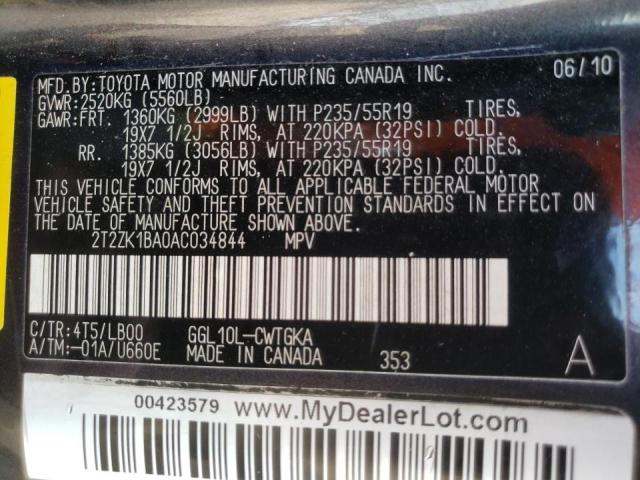 MFD.BY:TOYOTA MOTOR MANUFACTURING CANADA INC. 06/10
GVWR:2520KG (5560LB)
GAWR:FRT. 1360KG (2999LB) WITH P235/55R19 TIRES,
19X7 1/2J RIMS, AT 220KPA (32PSI) COLD.
RR. 1385KG (3056LB) WITH P235/55R19 TIRES,
19X7 1/2J RIMS, AT 220KPA (32PSI) COLD.
THIS VEHICLE CONFORMS TO ALL APPLICABLE FEDERAL MOTOR
VEHICLE SAFETY AND THEFT PREVENTION STANDARDS IN EFFECT ON
THE DATE OF MANUFACTURE SHOWN ABOVE.
2T2ZK1BA0AC034844 MPV
C/TR:4T5/LB00 GGL10L-CWTGKA
A/TM:-01A/U660E MADE IN CANADA 353 A
00423579 www.MyDealerLot.com